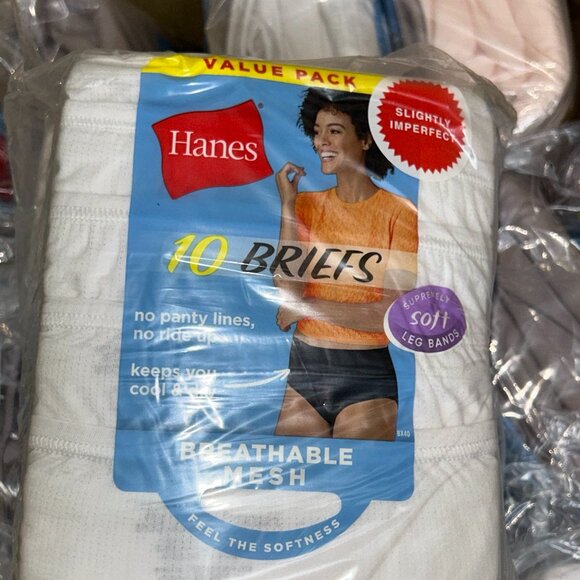 VALUE PACK
Hanes
SLIGHTLY
IMPERFECT
10 BRIEFS
no panty lines,
no ride up
SUPREMELY
soft
LEG BANDS
keeps you
cool &
BREATHABLE
MESH
FEEL THE SOFTNESS